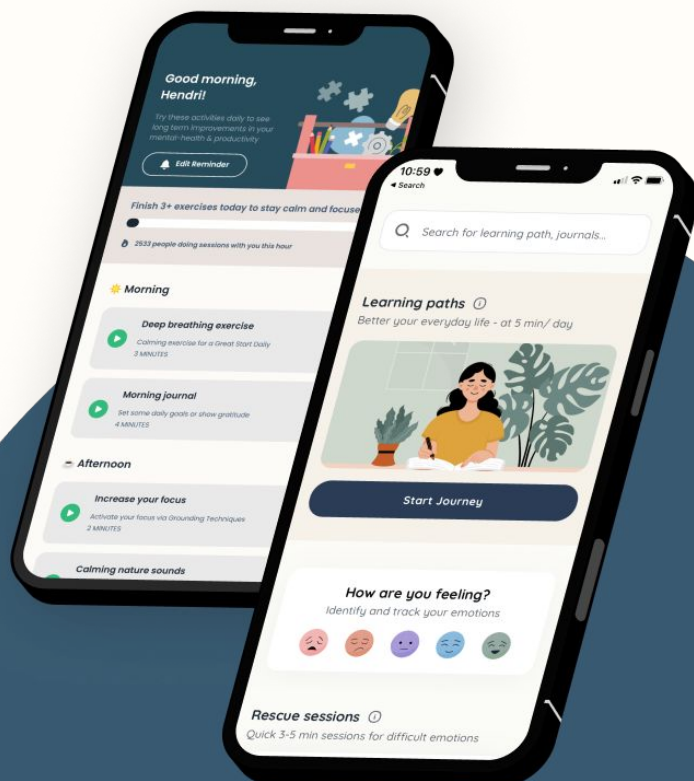 Good morning,
Hendri!
Try these activities daily to see
long term Improvements in your
mental-health & productivity
Edit Reminder
Finish 3+ exercises today to stay calm and focuse
2533 people doing sessions with you this hour
Morning
Deep breathing exercise
Calming exercise for a Great Start Daily
3 MINUTES
Morning journal
Set some daily goals or show gratitude
4 MINUTES
Afternoon
Increase your focus
Activate your focus via Grounding Techniques
2 MINUTES
Calming nature sounds
10:59
Search
Search for learning path, journals...
Learning paths
Better your everyday life - at 5 min/ day
Start Journey
How are you feeling?
Identify and track your emotions
Rescue sessions
Quick 3-5 min sessions for difficult emotions